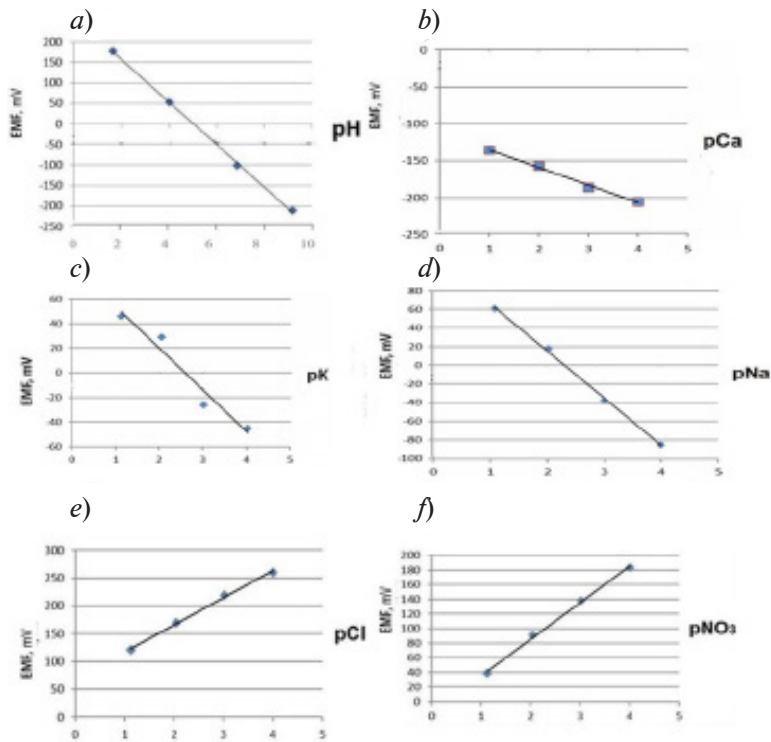 a)
200
150
100
50
0
-50
-100
-150
-200
-250
EMF, mV
0 2 4 6 8 10
pH
b)
0
-50
-100
-150
-200
-250
EMF, mV
0 1 2 3 4 5
pCa
c)
60
40
20
0
-20
-40
-60
EMF, mV
0 1 2 3 4 5
pK
d)
80
60
40
20
0
-20
-40
-60
-80
-100
EMF, mV
0 1 2 3 4 5
pNa
e)
300
250
200
150
100
50
0
EMF, mV
0 1 2 3 4 5
pCl
f)
200
180
160
140
120
100
80
60
40
20
0
EMF, mV
0 1 2 3 4 5
pNO₃